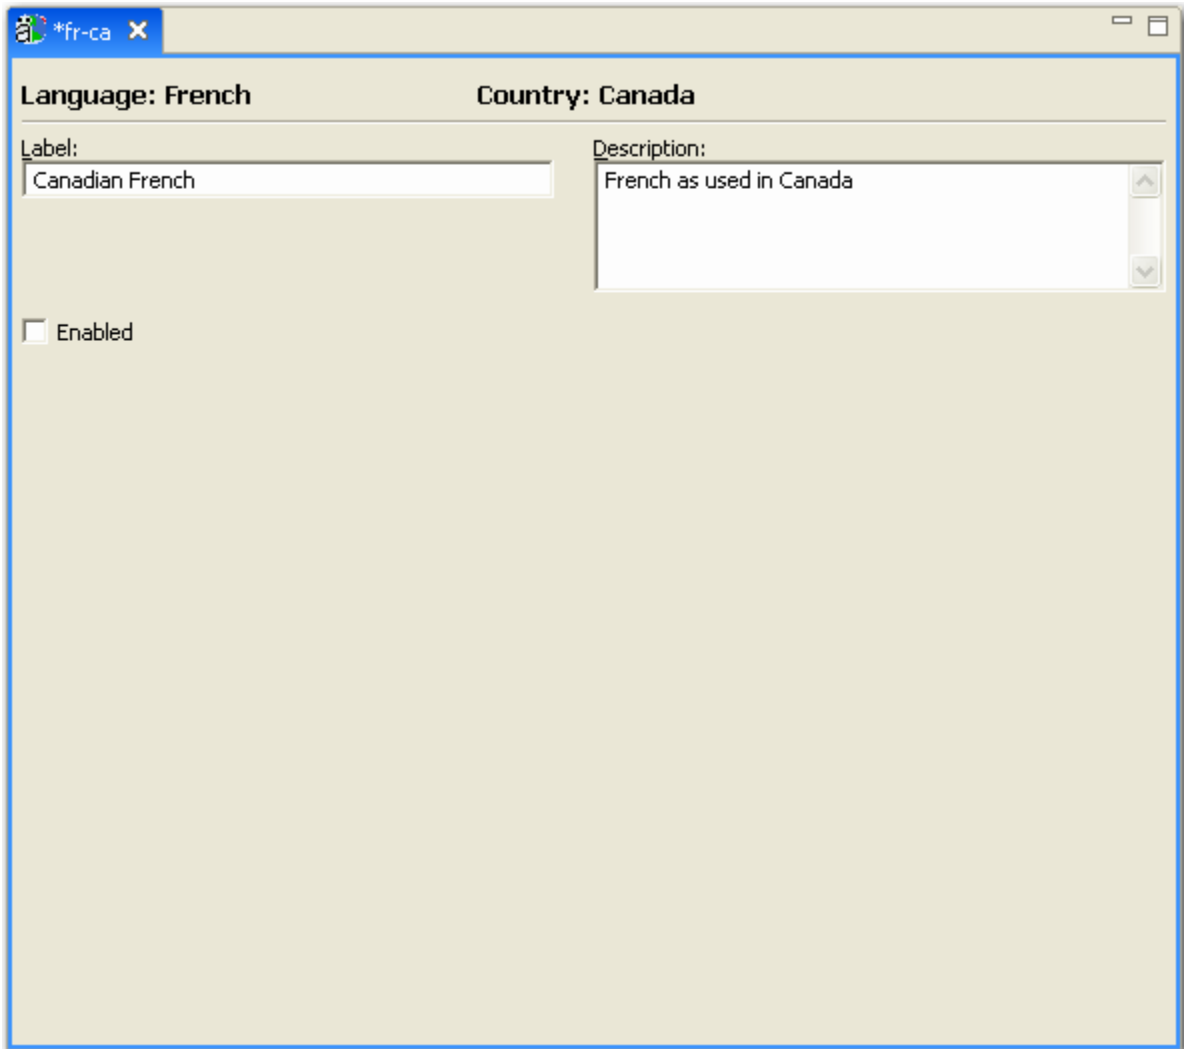 *fr-ca
Language: French Country: Canada
Label:
Canadian French
Description:
French as used in Canada
Enabled